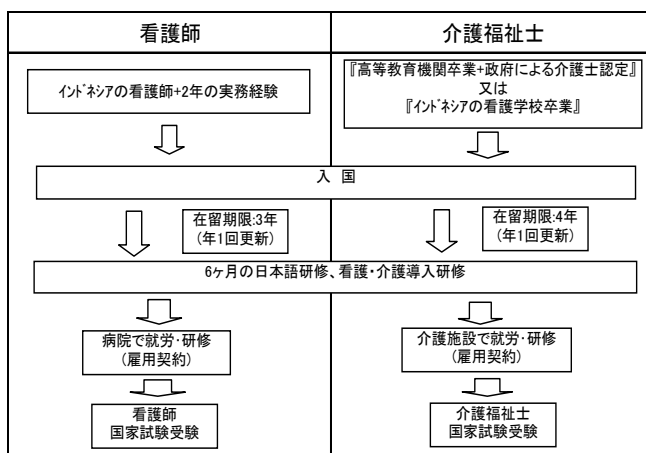 看護師
介護福祉士
インドネシアの看護師+2年の実務経験
『高等教育機関卒業+政府による介護士認定』
又は
『インドネシアの看護学校卒業』
入 国
在留期限:3年
(年1回更新)
在留期限:4年
(年1回更新)
6ヶ月の日本語研修、看護・介護導入研修
病院で就労・研修
(雇用契約)
介護施設で就労・研修
(雇用契約)
看護師
国家試験受験
介護福祉士
国家試験受験